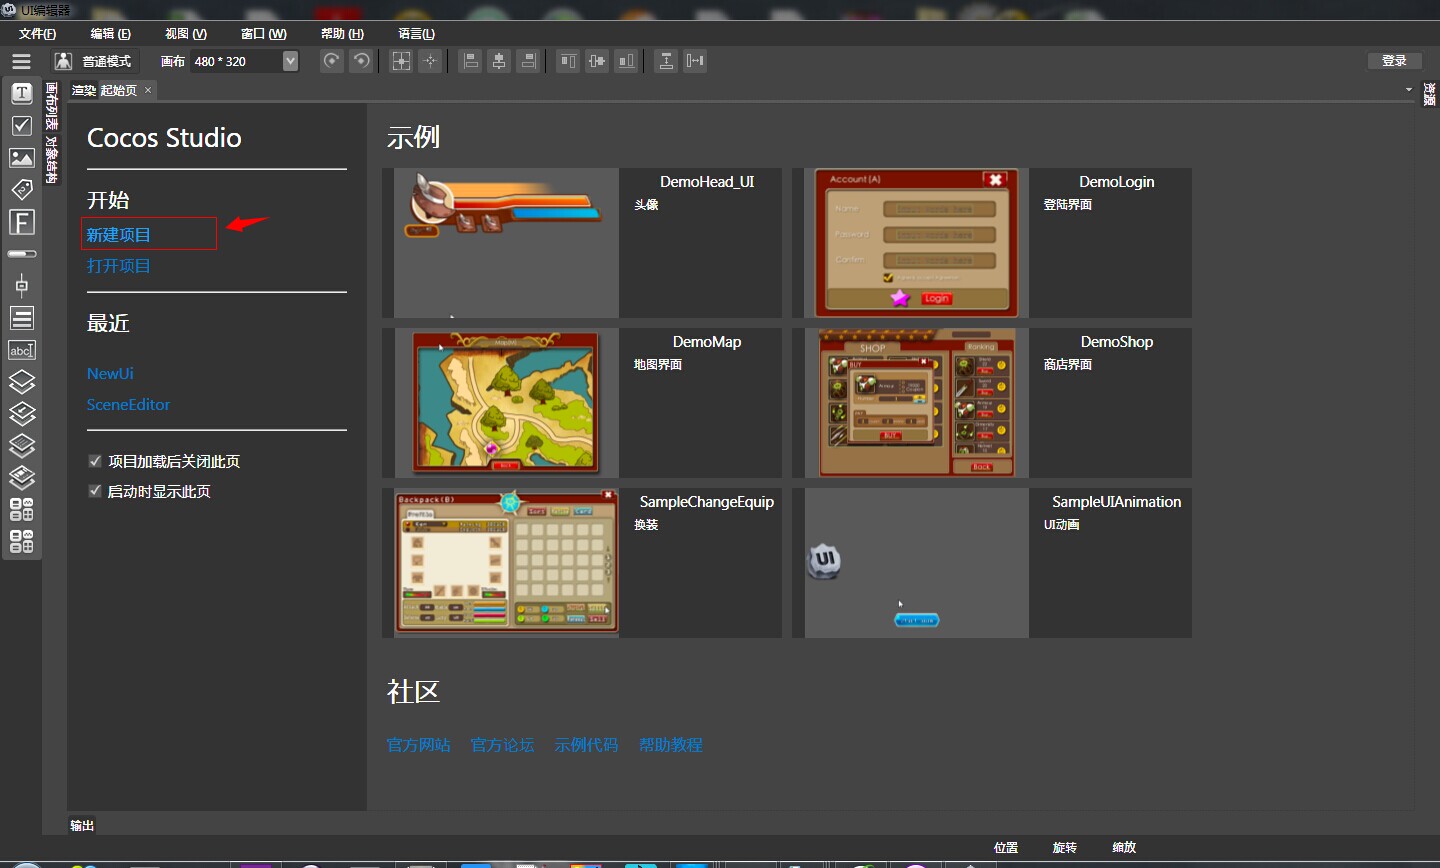 UI编辑器
文件(F) 编辑(E) 视图(V) 窗口(W) 帮助(H) 语言(L)
普通模式 画布 480 * 320 登录
渲染 起始页 ×
画布列表
对象结构
资源
Cocos Studio
开始
新建项目
打开项目
最近
NewUi
SceneEditor
项目加载后关闭此页
启动时显示此页
示例
DemoHead_UI
头像
Account(A)
Name
Password
Confirm
Login
DemoLogin
登陆界面
Map(M)
DemoMap
地图界面
SHOP
Ranking
BUY
BUY
Back
DemoShop
商店界面
Backpack(B)
Profile
Sell
SampleChangeEquip
换装
UI
SampleUIAnimation
UI动画
社区
官方网站 官方论坛 示例代码 帮助教程
输出
位置 旋转 缩放
T
F
abc